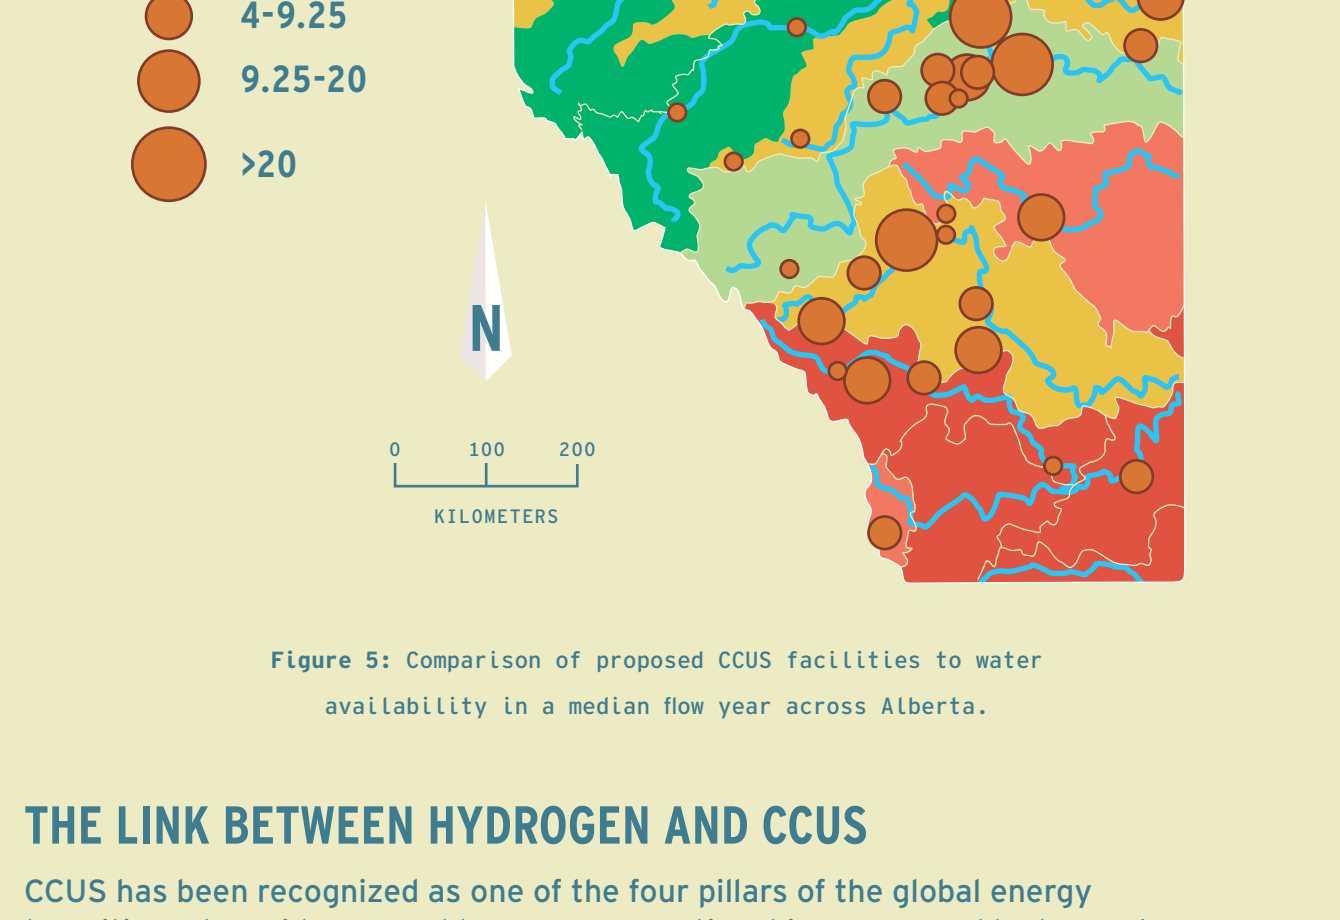 4-9.25
9.25-20
>20
N
0 100 200
KILOMETERS
Figure 5: Comparison of proposed CCUS facilities to water
availability in a median flow year across Alberta.
THE LINK BETWEEN HYDROGEN AND CCUS
CCUS has been recognized as one of the four pillars of the global energy